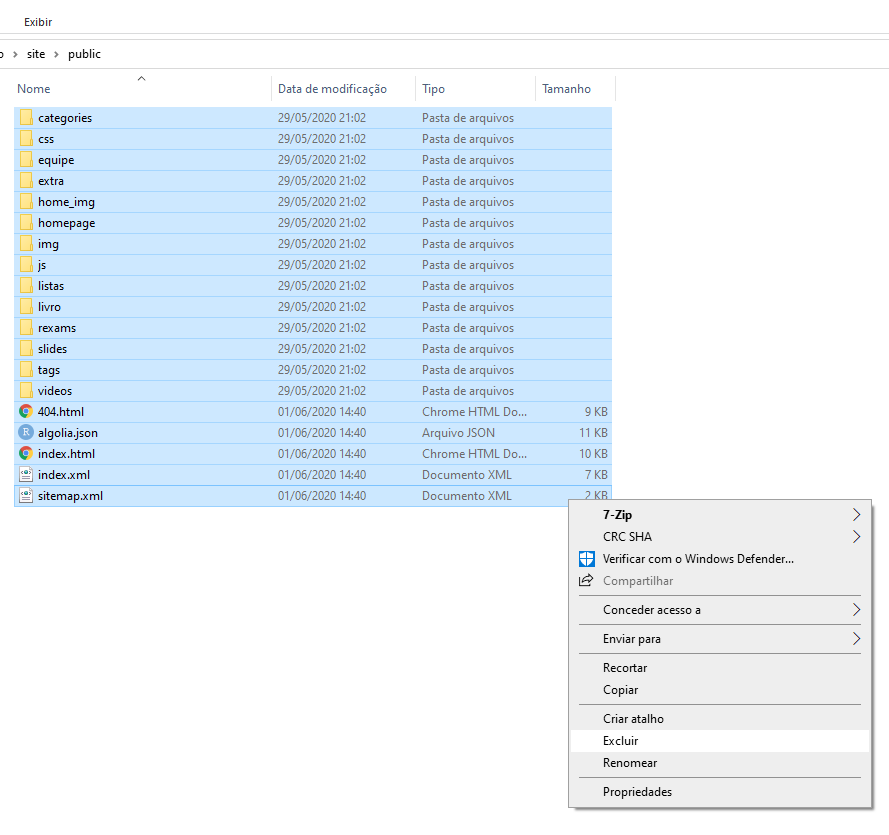 Exibir
site > public
Nome Data de modificação Tipo Tamanho
categories 29/05/2020 21:02 Pasta de arquivos
css 29/05/2020 21:02 Pasta de arquivos
equipe 29/05/2020 21:02 Pasta de arquivos
extra 29/05/2020 21:02 Pasta de arquivos
home_img 29/05/2020 21:02 Pasta de arquivos
homepage 29/05/2020 21:02 Pasta de arquivos
img 29/05/2020 21:02 Pasta de arquivos
js 29/05/2020 21:02 Pasta de arquivos
listas 29/05/2020 21:02 Pasta de arquivos
livro 29/05/2020 21:02 Pasta de arquivos
rexams 29/05/2020 21:02 Pasta de arquivos
slides 29/05/2020 21:02 Pasta de arquivos
tags 29/05/2020 21:02 Pasta de arquivos
videos 29/05/2020 21:02 Pasta de arquivos
404.html 01/06/2020 14:40 Chrome HTML Do... 9 KB
R algolia.json 01/06/2020 14:40 Arquivo JSON 11 KB
index.html 01/06/2020 14:40 Chrome HTML Do... 10 KB
index.xml 01/06/2020 14:40 Documento XML 7 KB
sitemap.xml 01/06/2020 14:40 Documento XML 2 KB
7-Zip
CRC SHA
Verificar com o Windows Defender...
Compartilhar
Conceder acesso a
Enviar para
Recortar
Copiar
Criar atalho
Excluir
Renomear
Propriedades